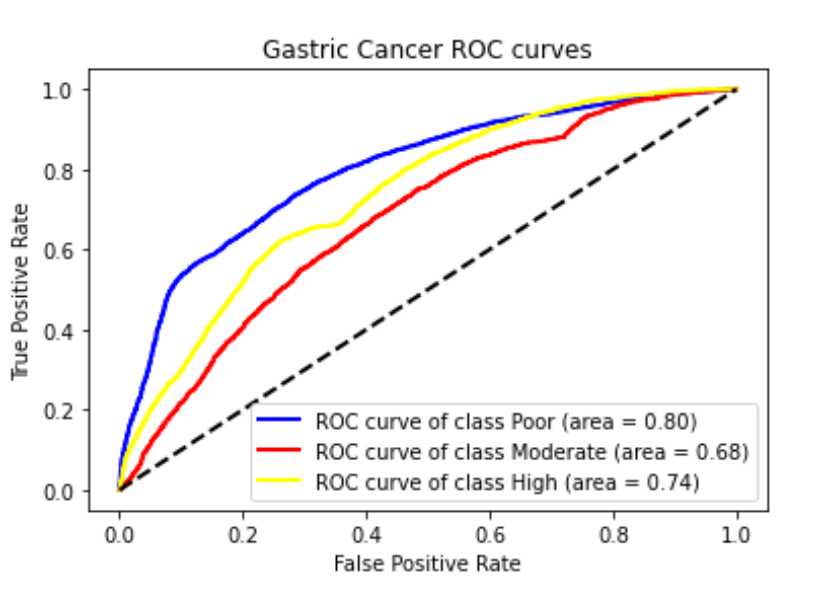 Gastric Cancer ROC curves
1.0
0.8
0.6
0.4
0.2
0.0
True Positive Rate
ROC curve of class Poor (area = 0.80)
ROC curve of class Moderate (area = 0.68)
ROC curve of class High (area = 0.74)
0.0 0.2 0.4 0.6 0.8 1.0
False Positive Rate